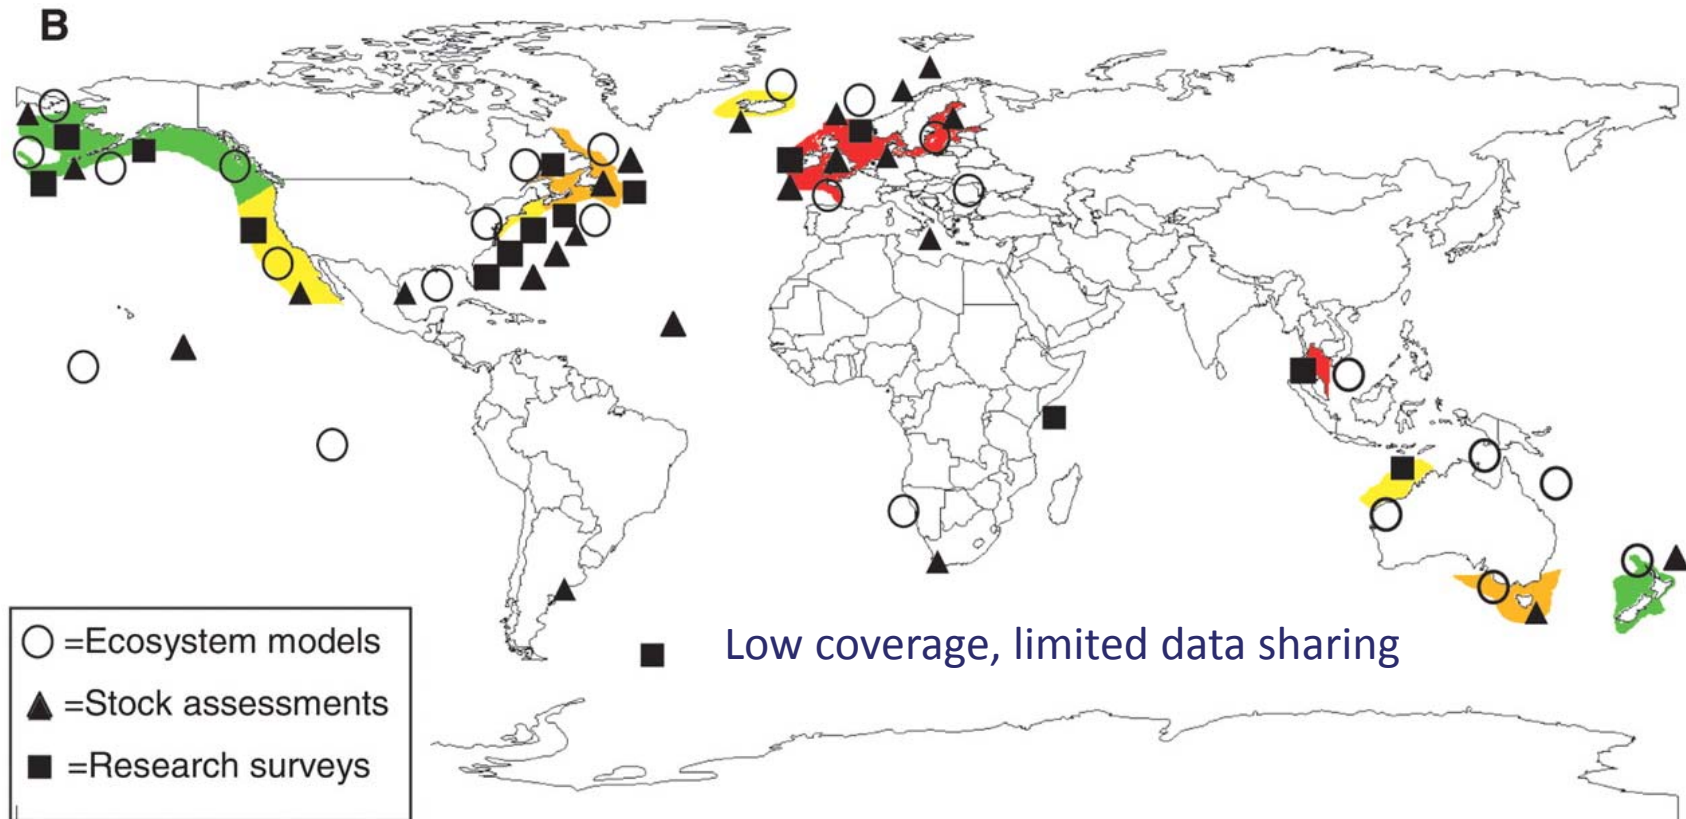 B
Low coverage, limited data sharing
=Ecosystem models
=Stock assessments
=Research surveys